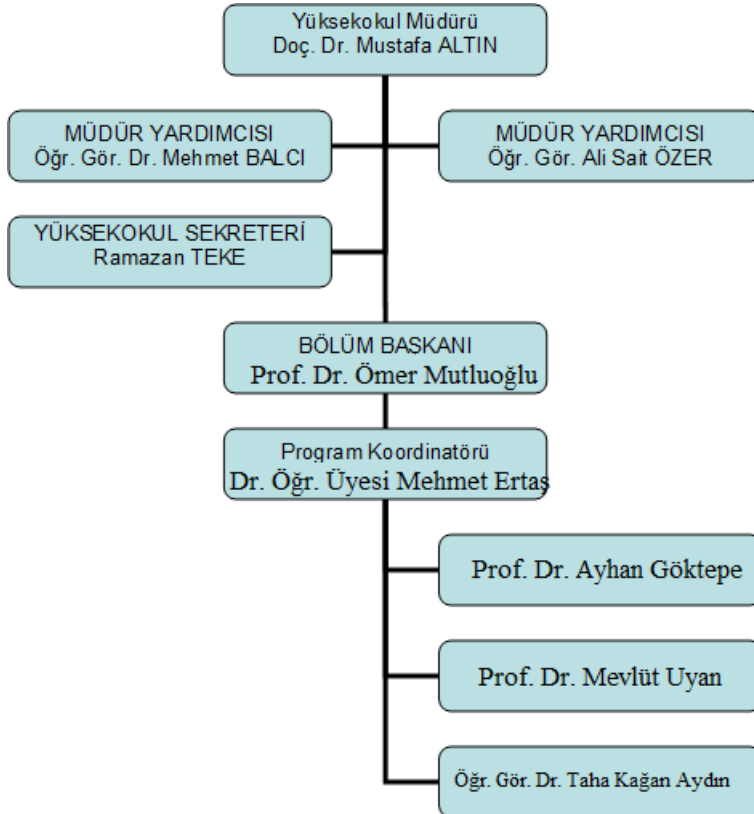 Yüksekokul Müdürü
Doç. Dr. Mustafa ALTIN
MÜDÜR YARDIMCISI
Öğr. Gör. Dr. Mehmet BALCI
MÜDÜR YARDIMCISI
Öğr. Gör. Ali Sait ÖZER
YÜKSEKOKUL SEKRETERİ
Ramazan TEKE
BÖLÜM BASKANI
Prof. Dr. Ömer Mutluoğlu
Program Koordinatörü
Dr. Öğr. Üyesi Mehmet Ertaş
Prof. Dr. Ayhan Göktepe
Prof. Dr. Mevlüt Uyan
Öğr. Gör. Dr. Taha Kağan Aydın